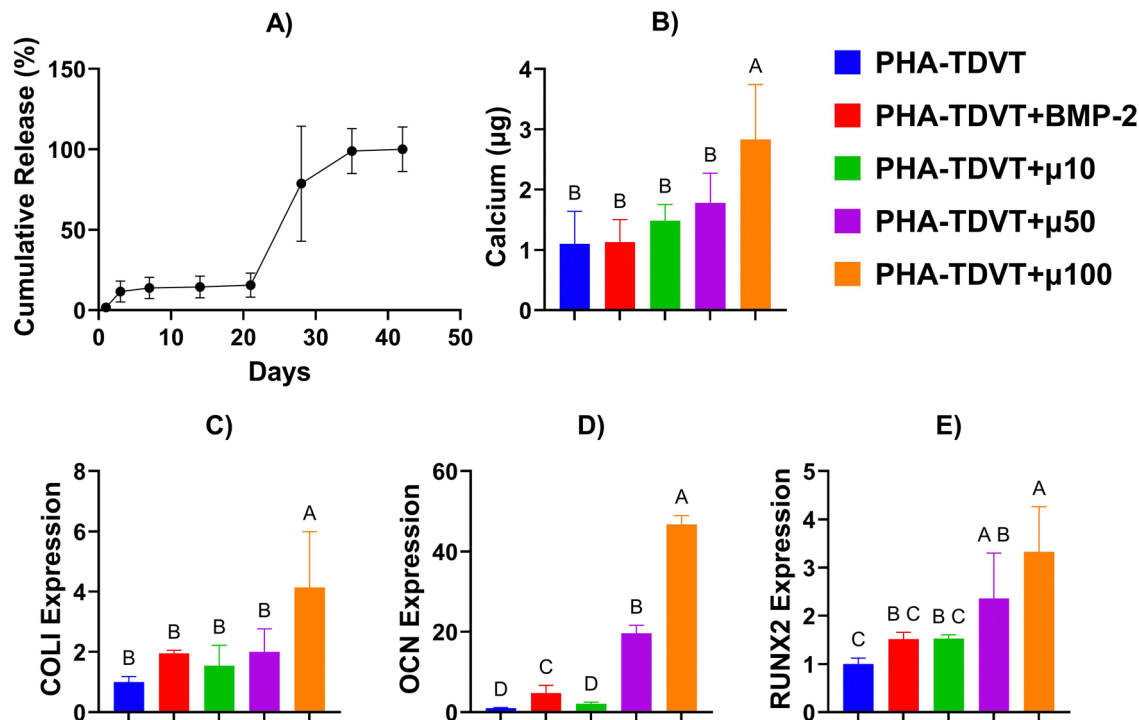 A)
Cumulative Release (%)
150
100
50
0
0 10 20 30 40 50
Days
B)
Calcium (µg)
4
3
2
1
0
B B B B A
PHA-TDVT
PHA-TDVT+BMP-2
PHA-TDVT+µ10
PHA-TDVT+µ50
PHA-TDVT+µ100
C)
COLI Expression
8
6
4
2
0
B B B B A
D)
OCN Expression
60
40
20
0
D C D B A
E)
RUNX2 Expression
5
4
3
2
1
0
C B C B C A B A